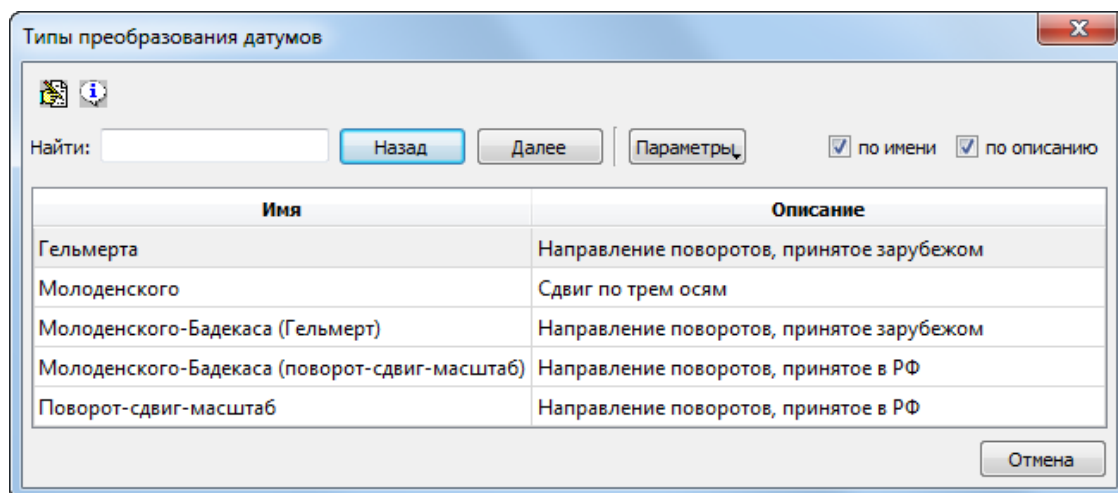 Типы преобразования датумов
Найти: Назад Далее Параметры по имени по описанию
Имя Описание
Гельмерта Направление поворотов, принятое зарубежом
Молоденского Сдвиг по трем осям
Молоденского-Бадекаса (Гельмерт) Направление поворотов, принятое зарубежом
Молоденского-Бадекаса (поворот-сдвиг-масштаб) Направление поворотов, принятое в РФ
Поворот-сдвиг-масштаб Направление поворотов, принятое в РФ
Отмена